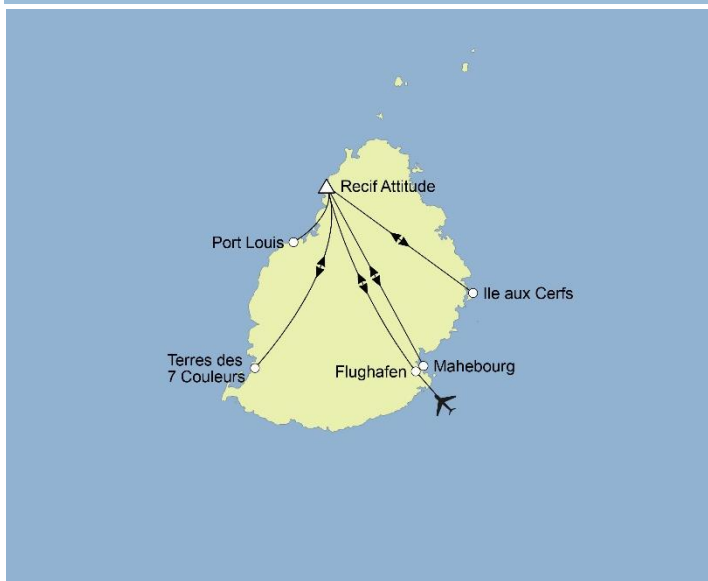 Recif Attitude
Port Louis
Ile aux Cerfs
Terres des
7 Couleurs
Flughafen
Mahebourg